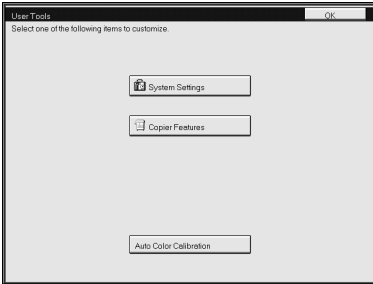 User Tools
OK
Select one of the following items to customize.
System Settings
Copier Features
Auto Color Calibration